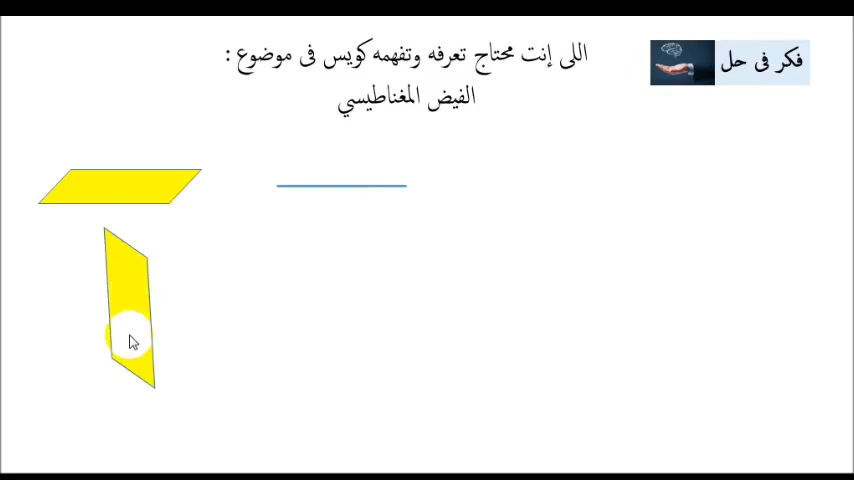 فكر فى حل
اللى إنت محتاج تعرفه وتفهمه كويس فى موضوع :
الفيض المغناطيسي